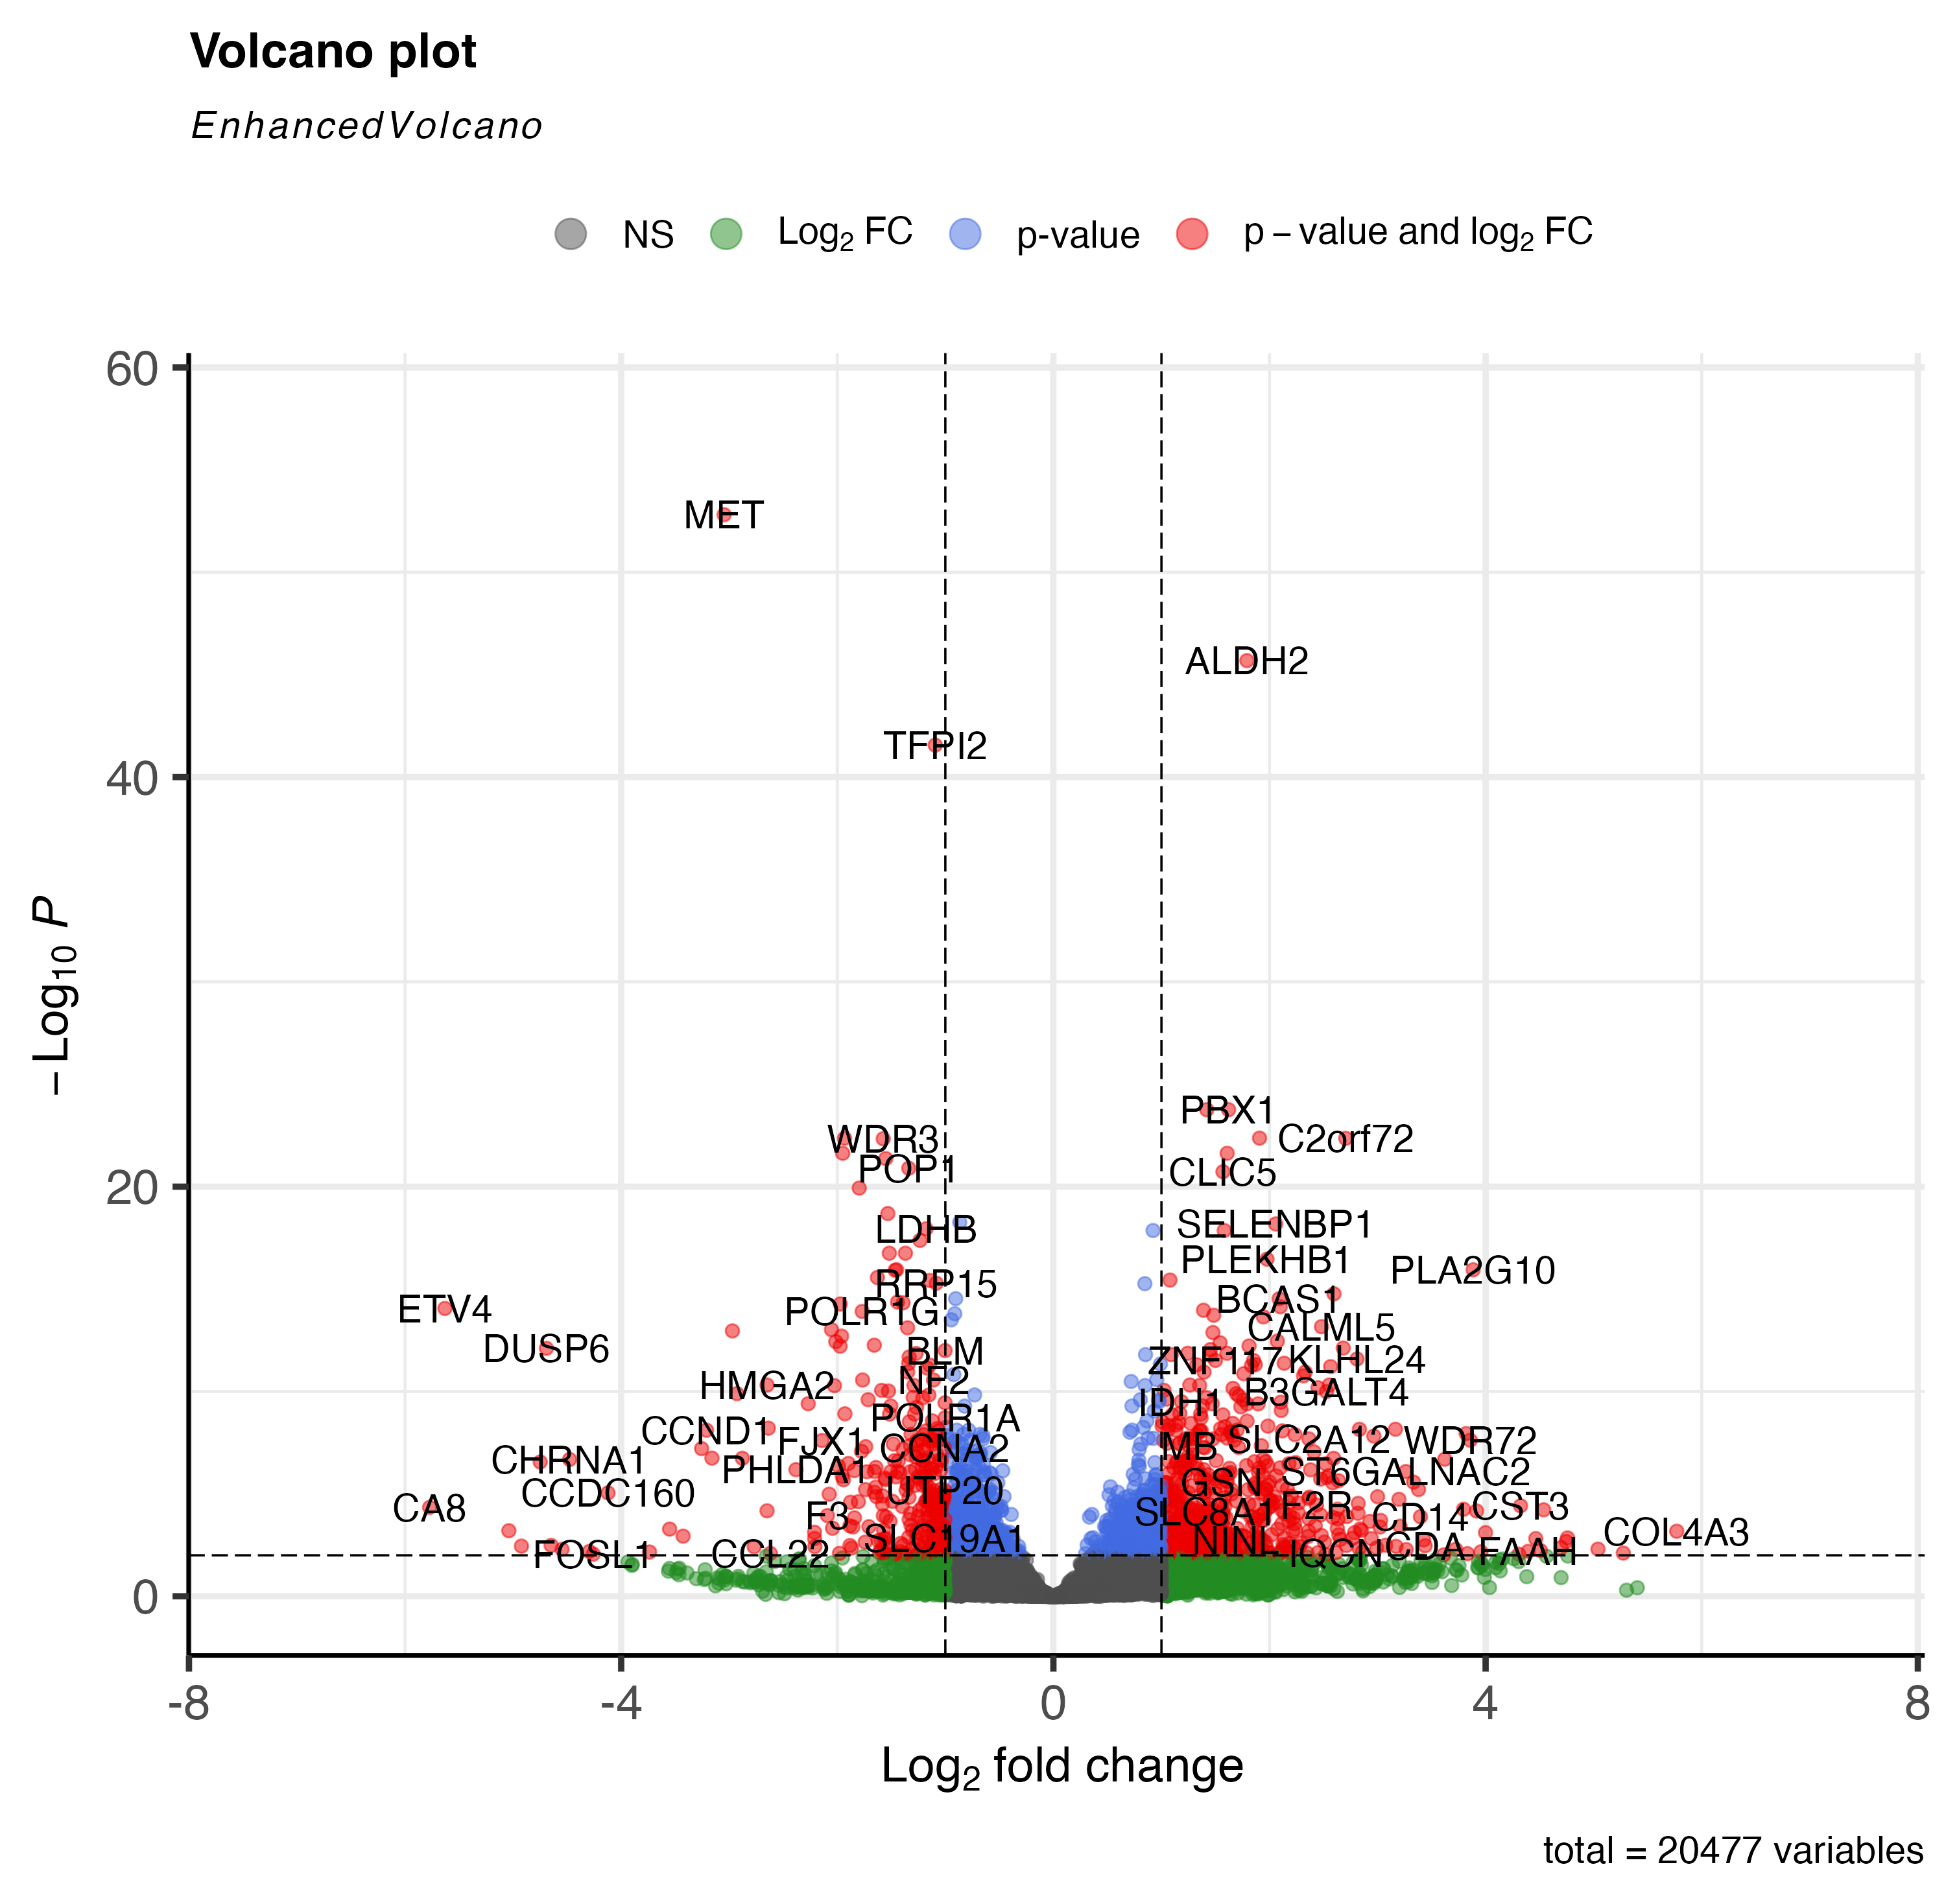 Volcano plot
EnhancedVolcano
NS Log₂ FC p-value p – value and log₂ FC
60
40
20
0
−Log₁₀ P
MET
ALDH2
TFPI2
PBX1
WDR3 C2orf72
POP1 CLIC5
LDHB SELENBP1
PLEKHB1
RRP15 PLA2G10
ETV4 POLR1G BCAS1
CALML5
DUSP6 BLM ZNF117 KLHL24
HMGA2 NF2 IDH1 B3GALT4
CCND1 POLR1A
FJX1 CCNA2 MB SLC2A12 WDR72
CHRNA1 PHLDA1 ST6GALNAC2
CCDC160 UTP20 GSN
CA8 F3 SLC8A1 F2R CD14 CST3
SLC19A1 NINL COL4A3
FOSL1 CCL22 IQCN CDA FAAH
-8 -4 0 4 8
Log₂ fold change
total = 20477 variables